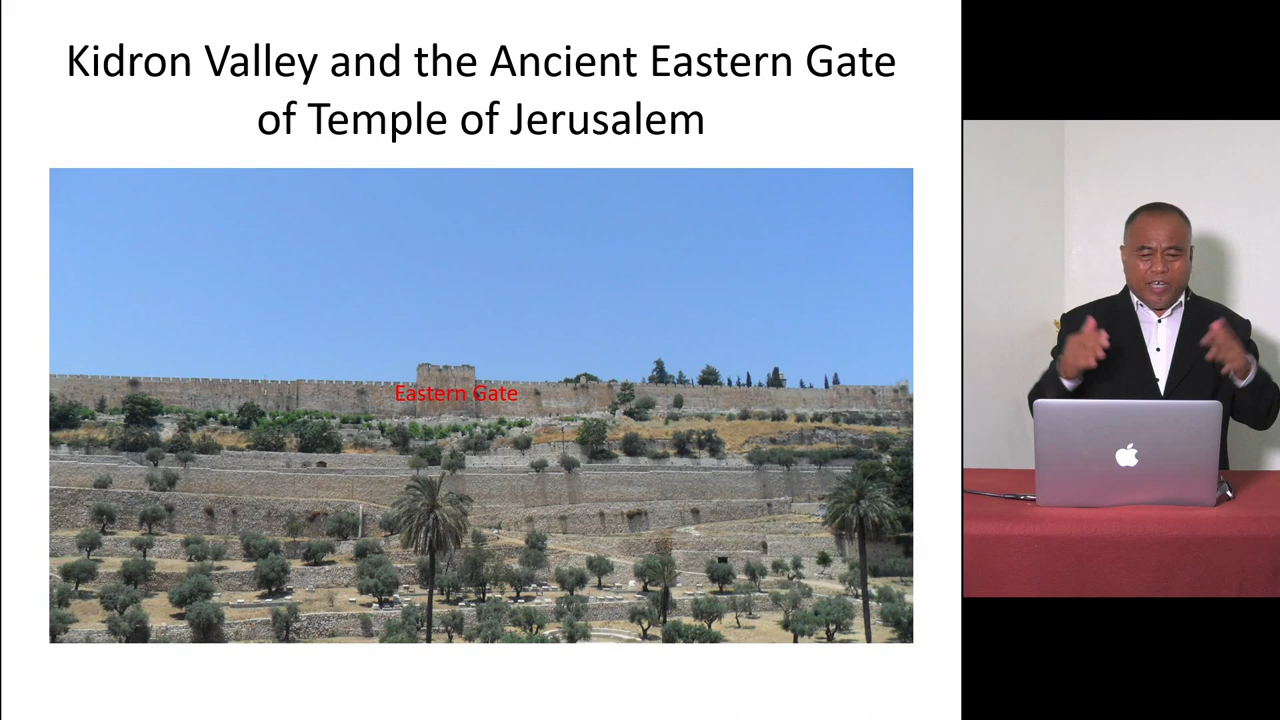 Kidron Valley and the Ancient Eastern Gate
of Temple of Jerusalem
Eastern Gate